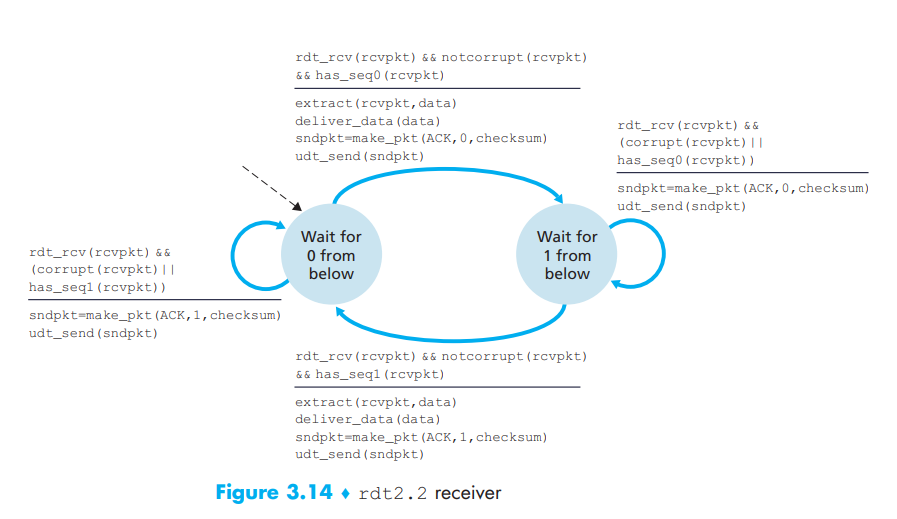 rdt_rcv(rcvpkt) && notcorrupt(rcvpkt)
&& has_seq0(rcvpkt)
extract(rcvpkt,data)
deliver_data(data)
sndpkt=make_pkt(ACK,0,checksum)
udt_send(sndpkt)
rdt_rcv(rcvpkt) &&
(corrupt(rcvpkt)||
has_seq0(rcvpkt))
sndpkt=make_pkt(ACK,0,checksum)
udt_send(sndpkt)
Wait for
0 from
below
Wait for
1 from
below
rdt_rcv(rcvpkt) &&
(corrupt(rcvpkt)||
has_seq1(rcvpkt))
sndpkt=make_pkt(ACK,1,checksum)
udt_send(sndpkt)
rdt_rcv(rcvpkt) && notcorrupt(rcvpkt)
&& has_seq1(rcvpkt)
extract(rcvpkt,data)
deliver_data(data)
sndpkt=make_pkt(ACK,1,checksum)
udt_send(sndpkt)
Figure 3.14 ♦ rdt2.2 receiver